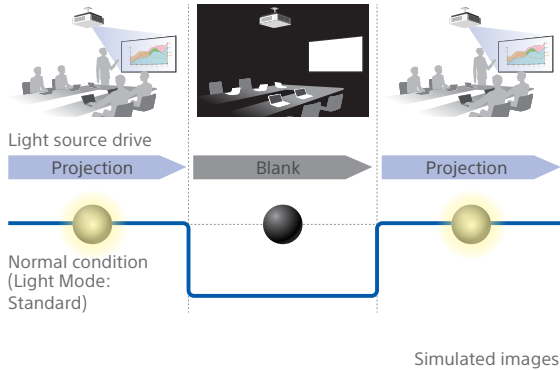 Light source drive
Projection
Blank
Projection
Normal condition
(Light Mode:
Standard)
Simulated images